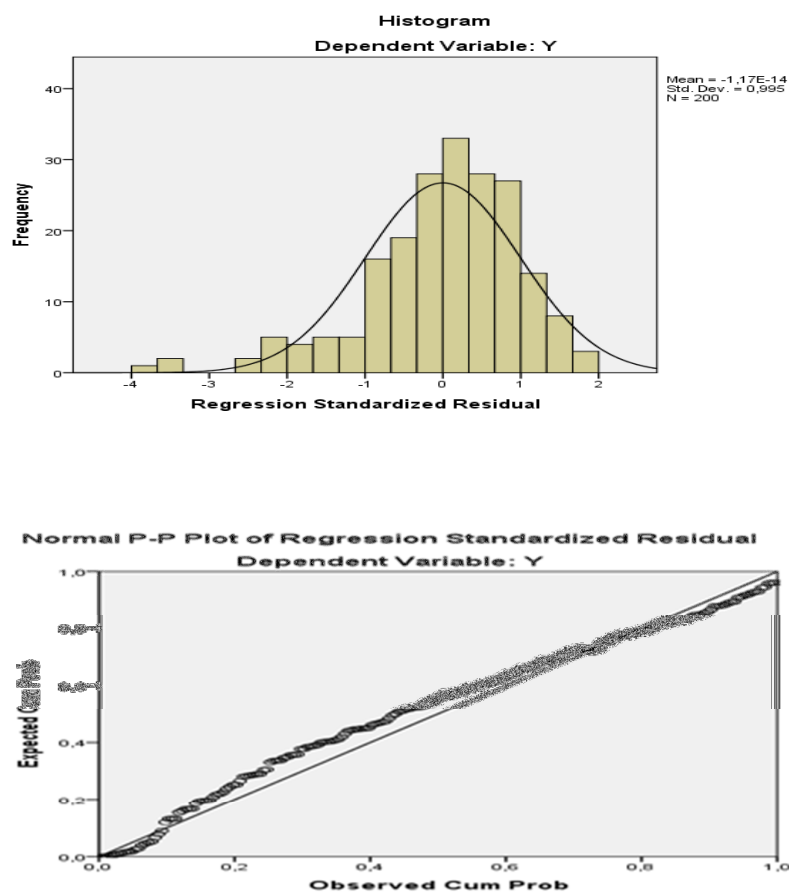 Histogram
Dependent Variable: Y
Mean = -1,17E-14
Std. Dev. = 0,995
N = 200
Frequency
40
30
20
10
0
-4 -3 -2 -1 0 1 2
Regression Standardized Residual
Normal P-P Plot of Regression Standardized Residual
Dependent Variable: Y
Expected
1,0
0,4
0,2
0,0
0,0 0,2 0,4 0,6 0,8 1,0
Observed Cum Prob